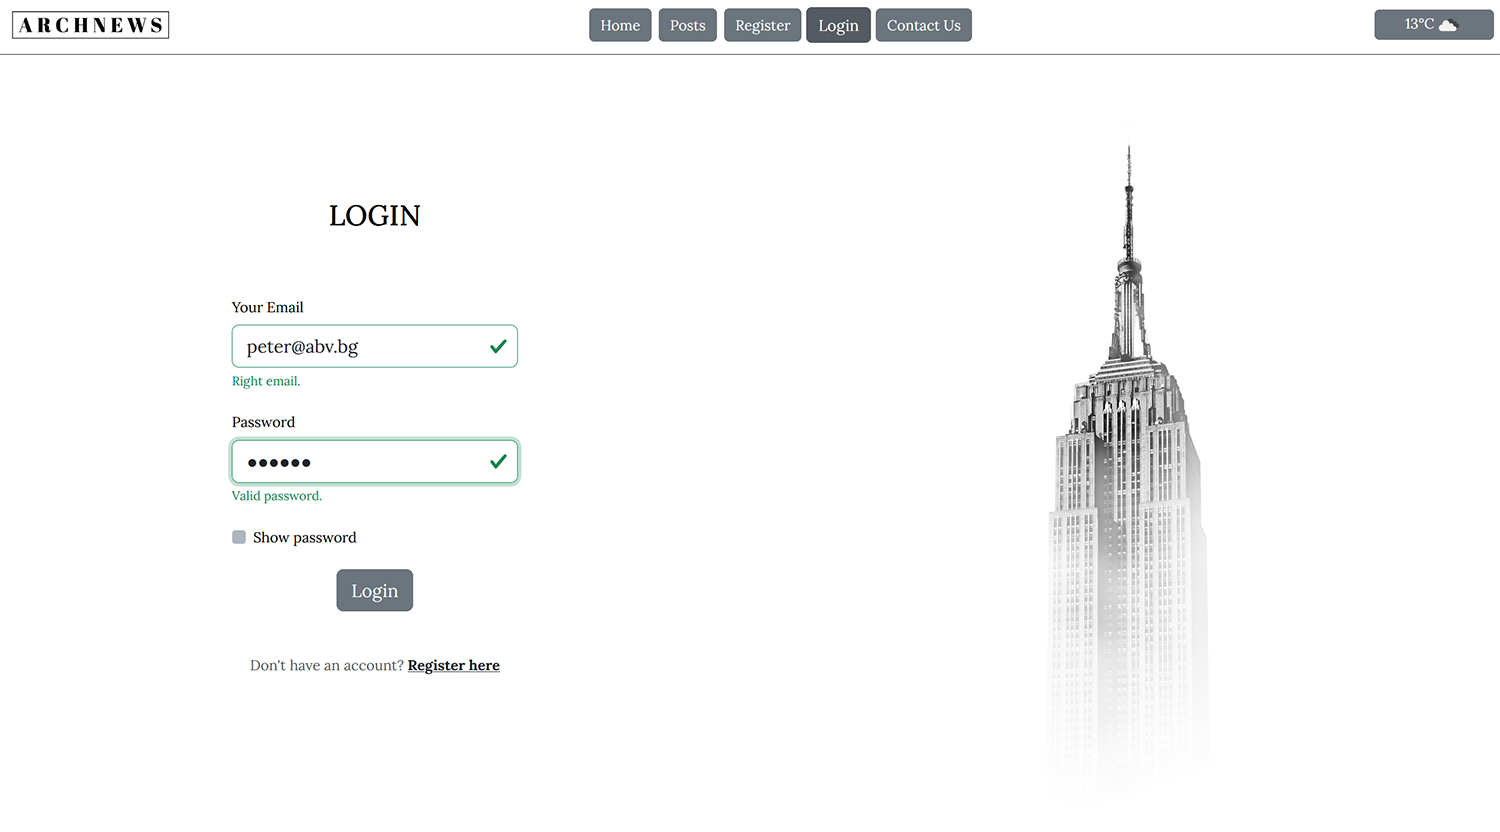 ARCHNEWS
Home Posts Register Login Contact Us
13°C
LOGIN
Your Email
peter@abv.bg
Right email.
Password
●●●●●●
Valid password.
Show password
Login
Don't have an account? Register here